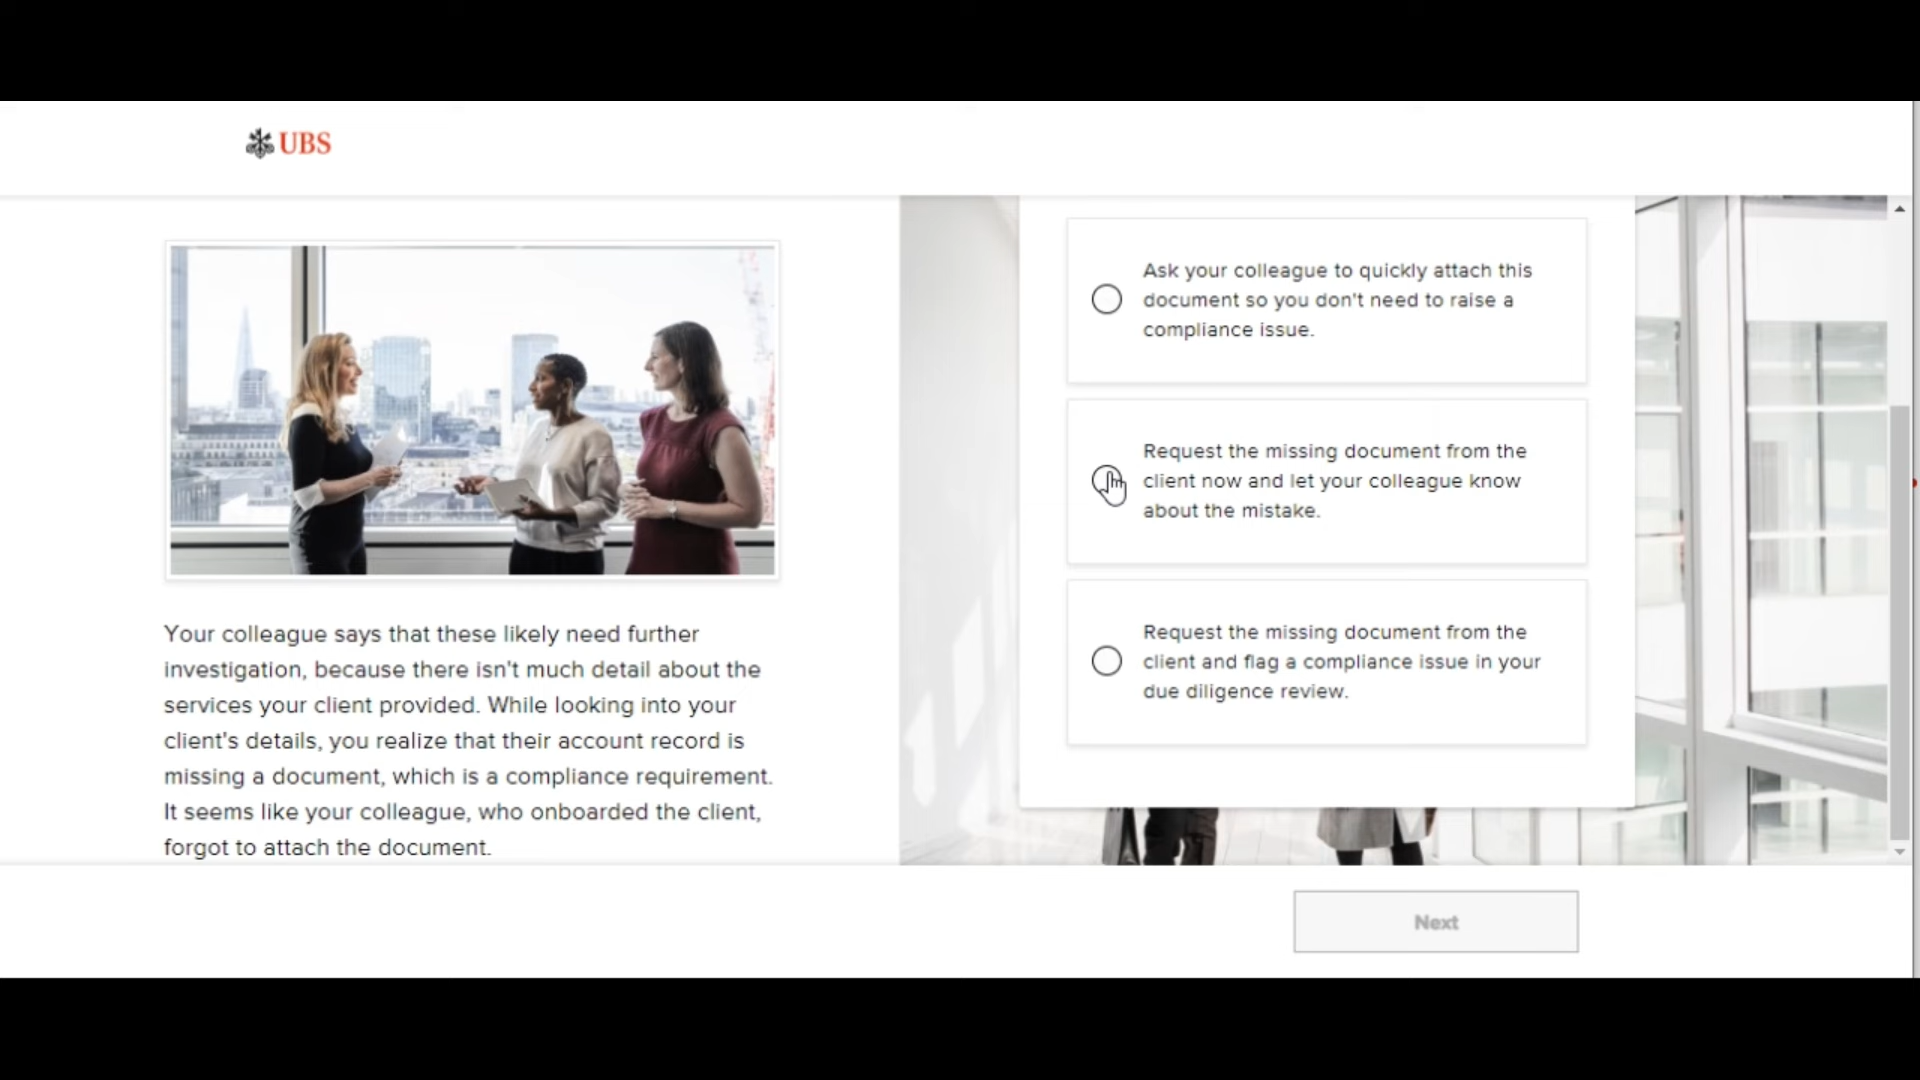 UBS
Your colleague says that these likely need further
investigation, because there isn't much detail about the
services your client provided. While looking into your
client's details, you realize that their account record is
missing a document, which is a compliance requirement.
It seems like your colleague, who onboarded the client,
forgot to attach the document.
Ask your colleague to quickly attach this
document so you don't need to raise a
compliance issue.
Request the missing document from the
client now and let your colleague know
about the mistake.
Request the missing document from the
client and flag a compliance issue in your
due diligence review.
Next